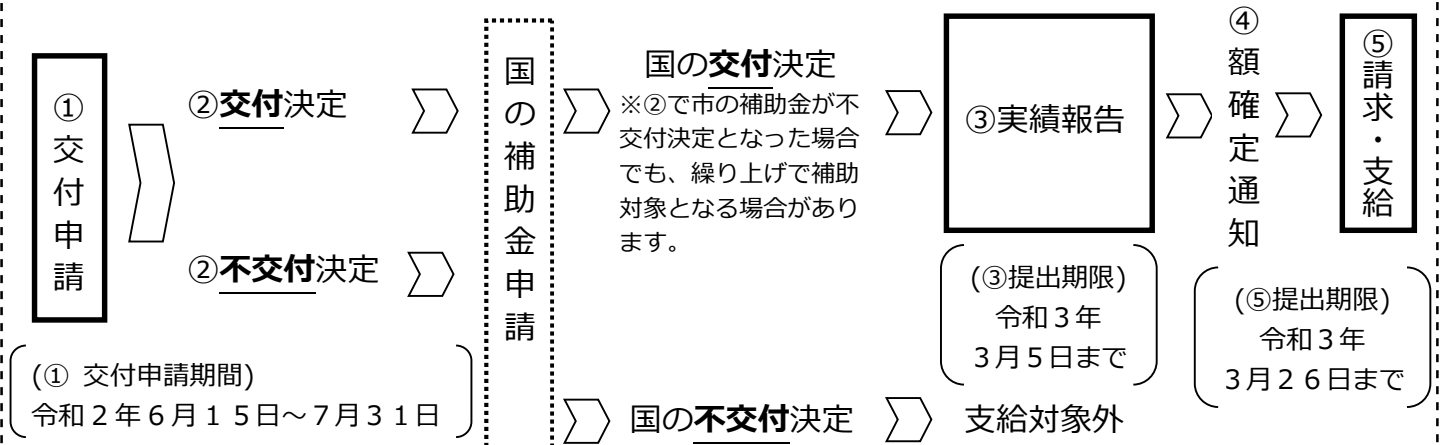 ①交付申請
②交付決定
②不交付決定
(① 交付申請期間)
令和２年６月１５日～７月３１日
国の補助金申請
国の交付決定
※②で市の補助金が不
交付決定となった場合
でも、繰り上げで補助
対象となる場合があり
ます。
③実績報告
(③提出期限)
令和３年
３月５日まで
④額確定通知
⑤請求・支給
(⑤提出期限)
令和３年
３月２６日まで
国の不交付決定
支給対象外